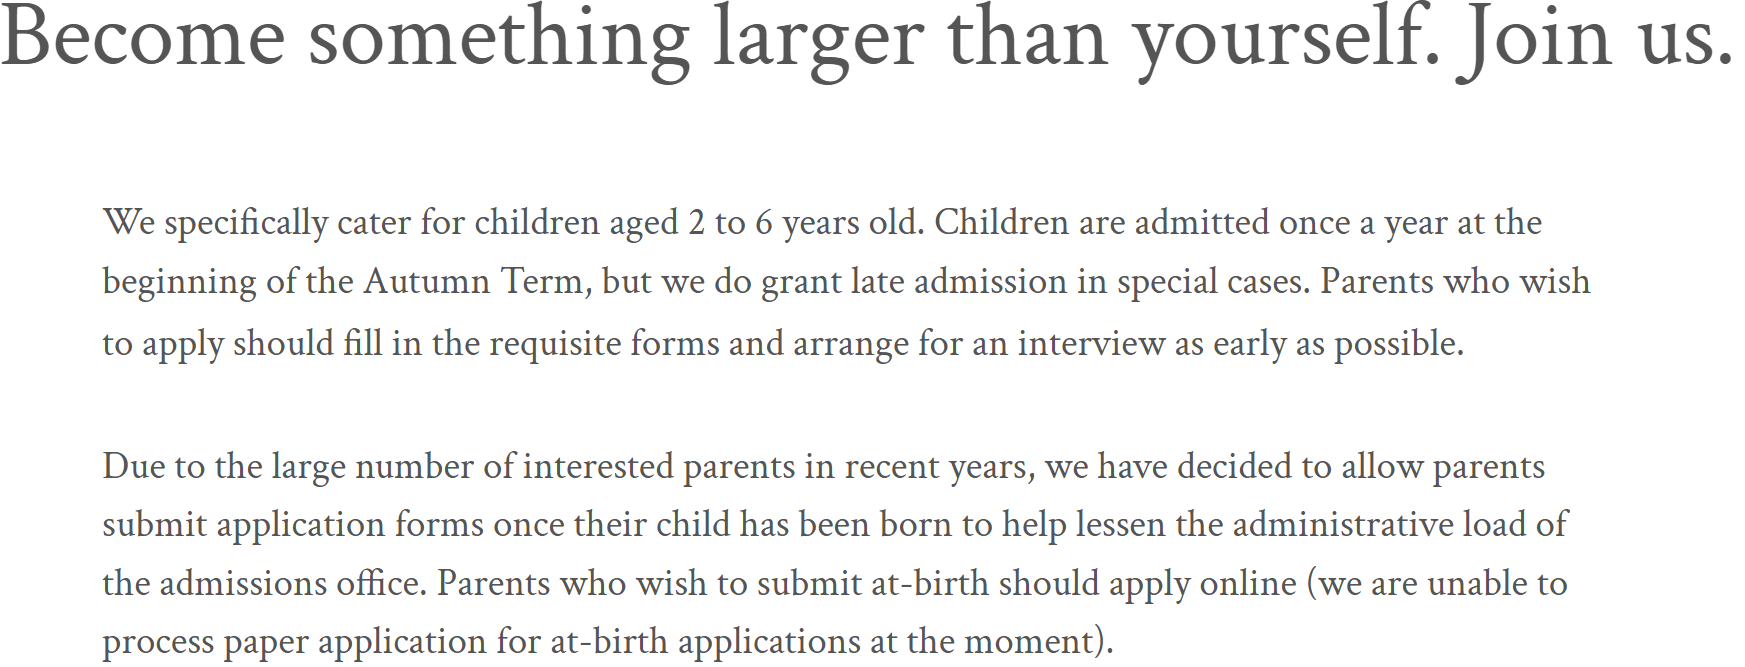 Become something larger than yourself. Join us.
We specifically cater for children aged 2 to 6 years old. Children are admitted once a year at the
beginning of the Autumn Term, but we do grant late admission in special cases. Parents who wish
to apply should fill in the requisite forms and arrange for an interview as early as possible.
Due to the large number of interested parents in recent years, we have decided to allow parents
submit application forms once their child has been born to help lessen the administrative load of
the admissions office. Parents who wish to submit at-birth should apply online (we are unable to
process paper application for at-birth applications at the moment).